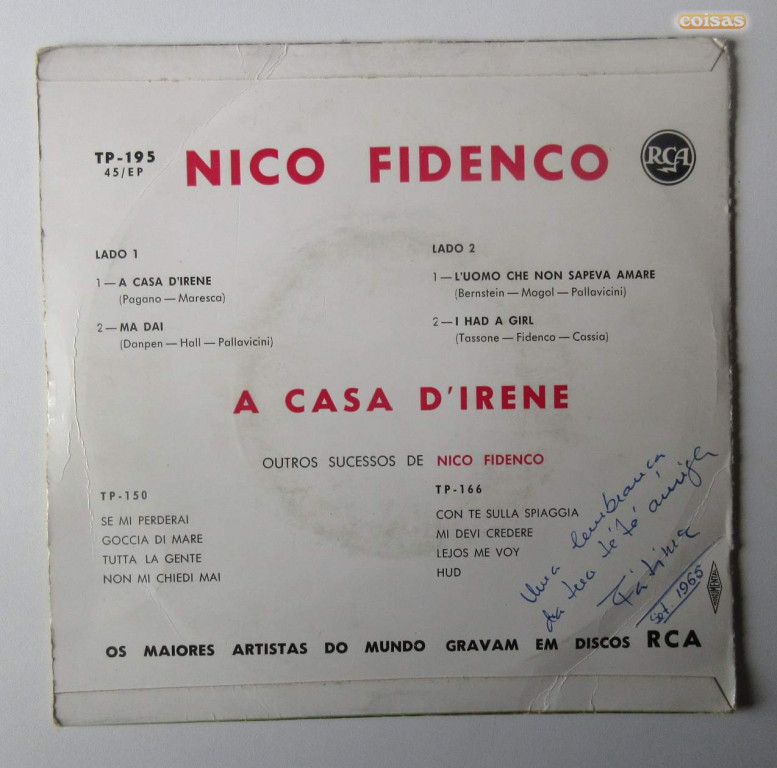 coisas
TP-195
45/EP
NICO FIDENCO
RCA
LADO 1
1 — A CASA D'IRENE
(Pagano — Maresca)
2 — MA DAI
(Danpen — Hall — Pallavicini)
LADO 2
1 — L'UOMO CHE NON SAPEVA AMARE
(Bernstein — Mogol — Pallavicini)
2 — I HAD A GIRL
(Tassone — Fidenco — Cassia)
A CASA D'IRENE
OUTROS SUCESSOS DE NICO FIDENCO
TP-150
SE MI PERDERAI
GOCCIA DI MARE
TUTTA LA GENTE
NON MI CHIEDI MAI
TP-166
CON TE SULLA SPIAGGIA
MI DEVI CREDERE
LEJOS ME VOY
HUD
Uma lembrança
da tua amiga
Fátima
Set. 1965
OS MAIORES ARTISTAS DO MUNDO GRAVAM EM DISCOS RCA